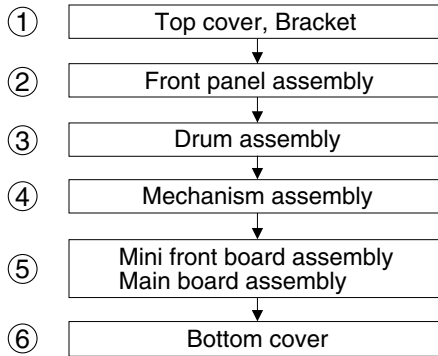 ① Top cover, Bracket
② Front panel assembly
③ Drum assembly
④ Mechanism assembly
⑤ Mini front board assembly
Main board assembly
⑥ Bottom cover